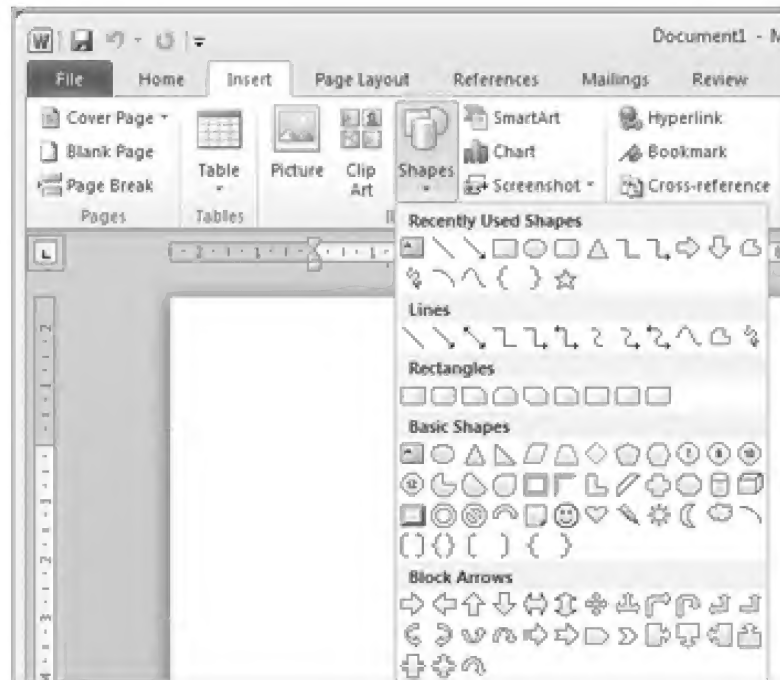 Document1 - M
File Home Insert Page Layout References Mailings Review
Cover Page
Blank Page
Page Break
Table
Picture
Clip Art
Shapes
SmartArt
Chart
Screenshot
Hyperlink
Bookmark
Cross-reference
Pages Tables
Recently Used Shapes
Lines
Rectangles
Basic Shapes
Block Arrows